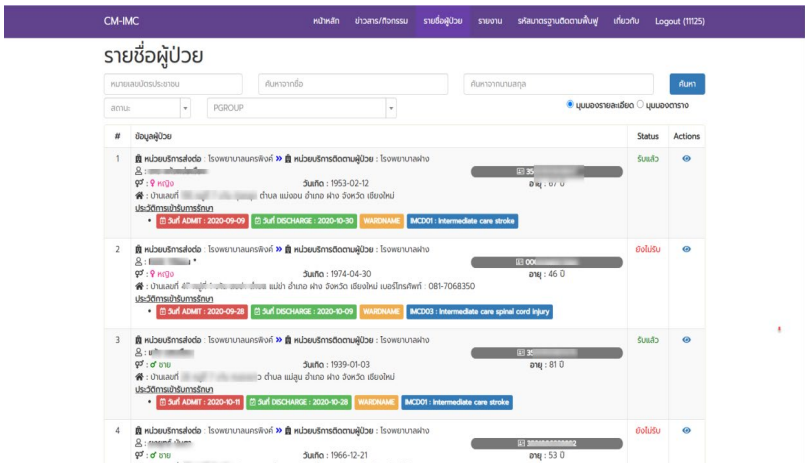 CM-IMC หน้าหลัก ข่าวสาร/กิจกรรม รายชื่อผู้ป่วย รายงาน รหัสมาตรฐานติดตามฟื้นฟู เกี่ยวกับ Logout (11125)
รายชื่อผู้ป่วย
หมายเลขบัตรประชาชน ค้นหาจากชื่อ ค้นหาจากนามสกุล ค้นหา
สถานะ PGROUP มุมมองรายละเอียด มุมมองตาราง
# ข้อมูลผู้ป่วย Status Actions
1 หน่วยบริการส่งต่อ : โรงพยาบาลนครพิงค์ » หน่วยบริการติดตามผู้ป่วย : โรงพยาบาลฝาง รับแล้ว
: 35
: หญิง วันเกิด : 1953-02-12 อายุ : 67 ปี
: บ้านเลขที่ ตำบล แม่งอน อำเภอ ฝาง จังหวัด เชียงใหม่
ประวัติการเข้ารับการรักษา
• วันที่ ADMIT : 2020-09-09 วันที่ DISCHARGE : 2020-10-30 WARDNAME IMCD01 : Intermediate care stroke
2 หน่วยบริการส่งต่อ : โรงพยาบาลนครพิงค์ » หน่วยบริการติดตามผู้ป่วย : โรงพยาบาลฝาง ยังไม่รับ
: *
: หญิง วันเกิด : 1974-04-30 อายุ : 46 ปี
: บ้านเลขที่ แม่ข่า อำเภอ ฝาง จังหวัด เชียงใหม่ เบอร์โทรศัพท์ : 081-7068350
ประวัติการเข้ารับการรักษา
• วันที่ ADMIT : 2020-09-28 วันที่ DISCHARGE : 2020-10-09 WARDNAME IMCD03 : Intermediate care spinal cord injury
3 หน่วยบริการส่งต่อ : โรงพยาบาลนครพิงค์ » หน่วยบริการติดตามผู้ป่วย : โรงพยาบาลฝาง รับแล้ว
:
: ชาย วันเกิด : 1939-01-03 อายุ : 81 ปี
: บ้านเลขที่ ตำบล แม่สูน อำเภอ ฝาง จังหวัด เชียงใหม่
ประวัติการเข้ารับการรักษา
• วันที่ ADMIT : 2020-10-11 วันที่ DISCHARGE : 2020-10-28 WARDNAME IMCD01 : Intermediate care stroke
4 หน่วยบริการส่งต่อ : โรงพยาบาลนครพิงค์ » หน่วยบริการติดตามผู้ป่วย : โรงพยาบาลฝาง ยังไม่รับ
:
: ชาย วันเกิด : 1966-12-21 อายุ : 53 ปี